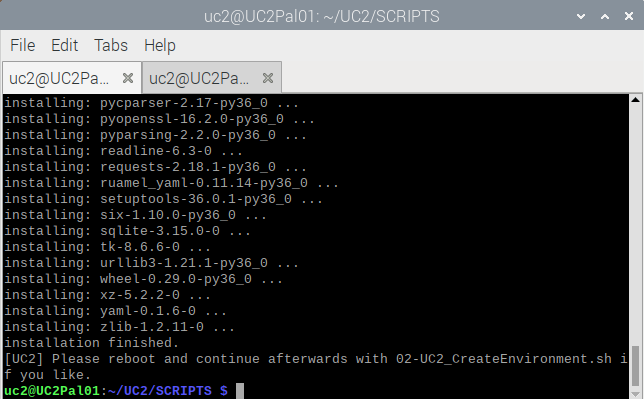 uc2@UC2Pal01: ~/UC2/SCRIPTS
File Edit Tabs Help
uc2@UC2Pa... uc2@UC2Pa...
installing: pycparser-2.17-py36_0 ...
installing: pyopenssl-16.2.0-py36_0 ...
installing: pyparsing-2.2.0-py36_0 ...
installing: readline-6.3-0 ...
installing: requests-2.18.1-py36_0 ...
installing: ruamel_yaml-0.11.14-py36_0 ...
installing: setuptools-36.0.1-py36_0 ...
installing: six-1.10.0-py36_0 ...
installing: sqlite-3.15.0-0 ...
installing: tk-8.6.6-0 ...
installing: urllib3-1.21.1-py36_0 ...
installing: wheel-0.29.0-py36_0 ...
installing: xz-5.2.2-0 ...
installing: yaml-0.1.6-0 ...
installing: zlib-1.2.11-0 ...
installation finished.
[UC2] Please reboot and continue afterwards with 02-UC2_CreateEnvironment.sh i
f you like.
uc2@UC2Pal01:~/UC2/SCRIPTS $